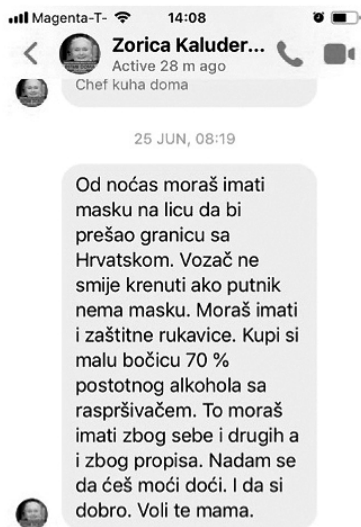 Magenta-T- 14:08
Zorica Kaluder...
Active 28 m ago
Chef kuha doma
25 JUN, 08:19
Od noćas moraš imati
masku na licu da bi
prešao granicu sa
Hrvatskom. Vozač ne
smije krenuti ako putnik
nema masku. Moraš imati
i zaštitne rukavice. Kupi si
malu bočicu 70 %
postotnog alkohola sa
raspršivačem. To moraš
imati zbog sebe i drugih a
i zbog propisa. Nadam se
da ćeš moći doći. I da si
dobro. Voli te mama.